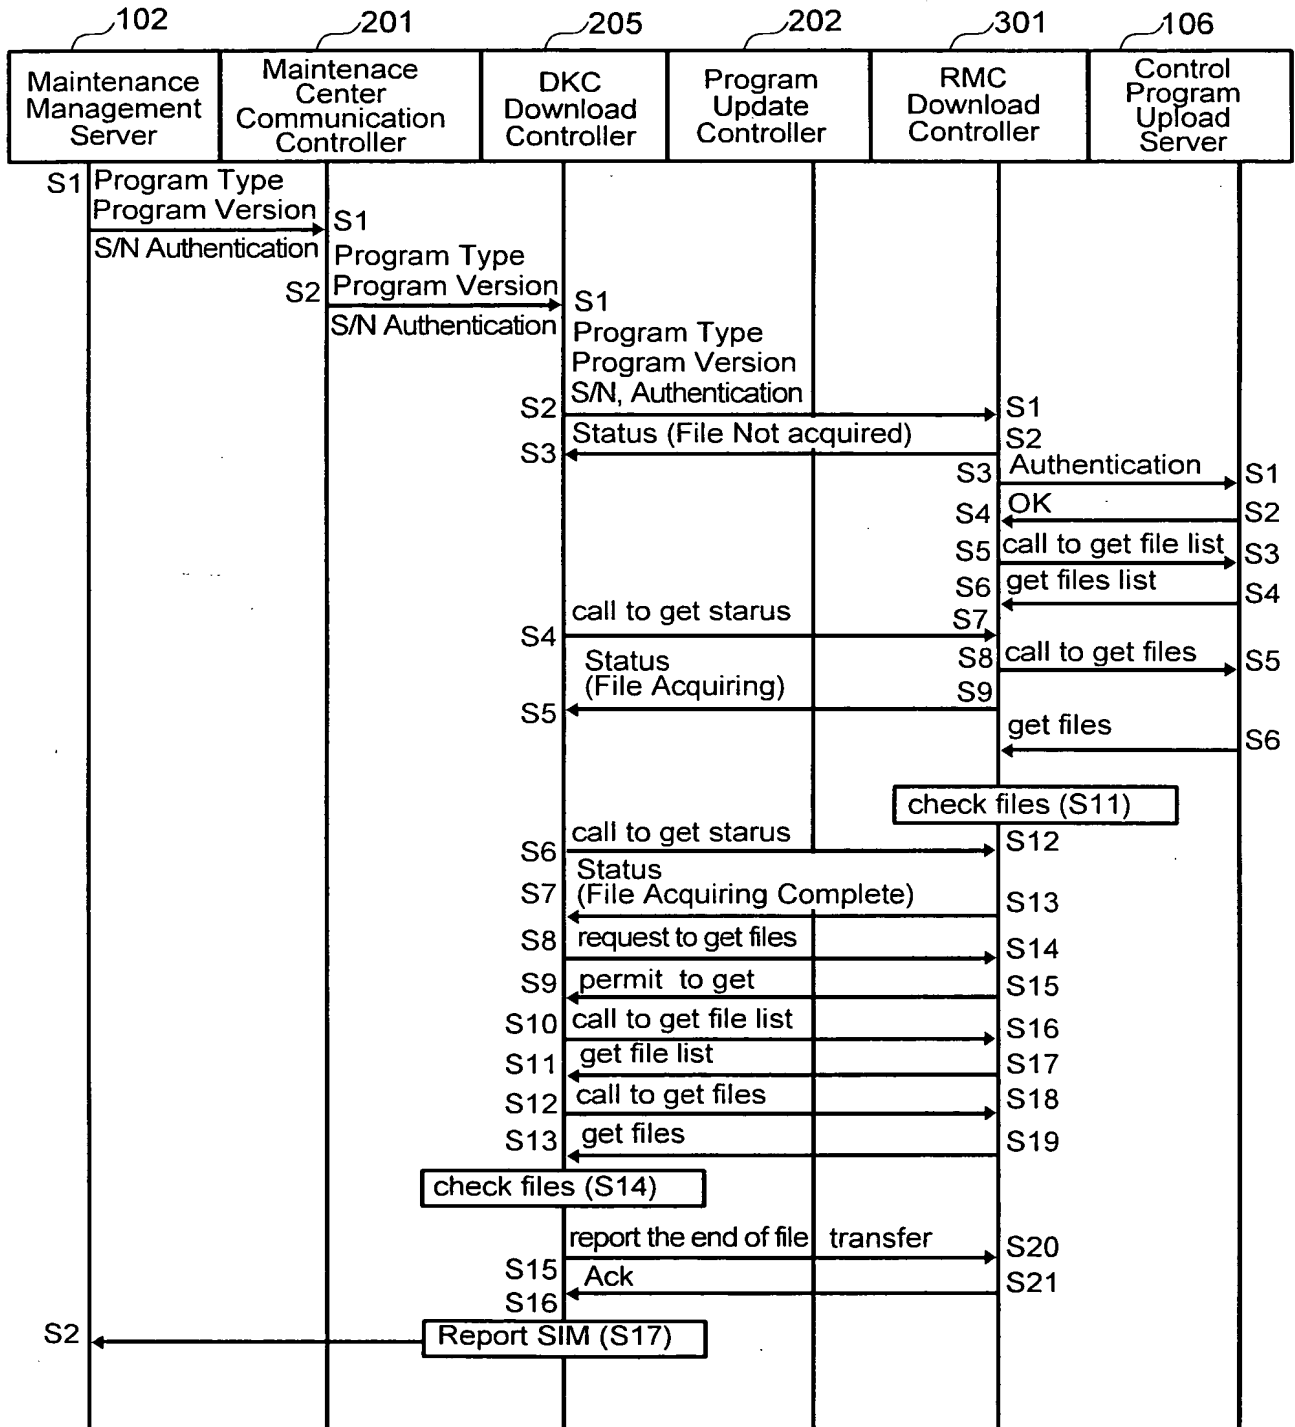 102
201
205
202
301
106
Maintenance
Management
Server
Maintenace
Center
Communication
Controller
DKC
Download
Controller
Program
Update
Controller
RMC
Download
Controller
Control
Program
Upload
Server
S1
Program Type
Program Version
S/N Authentication
S1
Program Type
S2
Program Version
S/N Authentication
S1
Program Type
Program Version
S/N, Authentication
S2
S1
Status (File Not acquired)
S2
S3
S3
Authentication
S1
S4
OK
S2
S5
call to get file list
S3
S6
get files list
S4
call to get starus
S4
S7
S8
call to get files
S5
Status
(File Acquiring)
S5
S9
get files
S6
check files (S11)
call to get starus
S6
S12
Status
(File Acquiring Complete)
S7
S13
S8
request to get files
S14
S9
permit to get
S15
S10
call to get file list
S16
S11
get file list
S17
S12
call to get files
S18
S13
get files
S19
check files (S14)
report the end of file transfer
S20
S15
Ack
S21
S16
S2
Report SIM (S17)